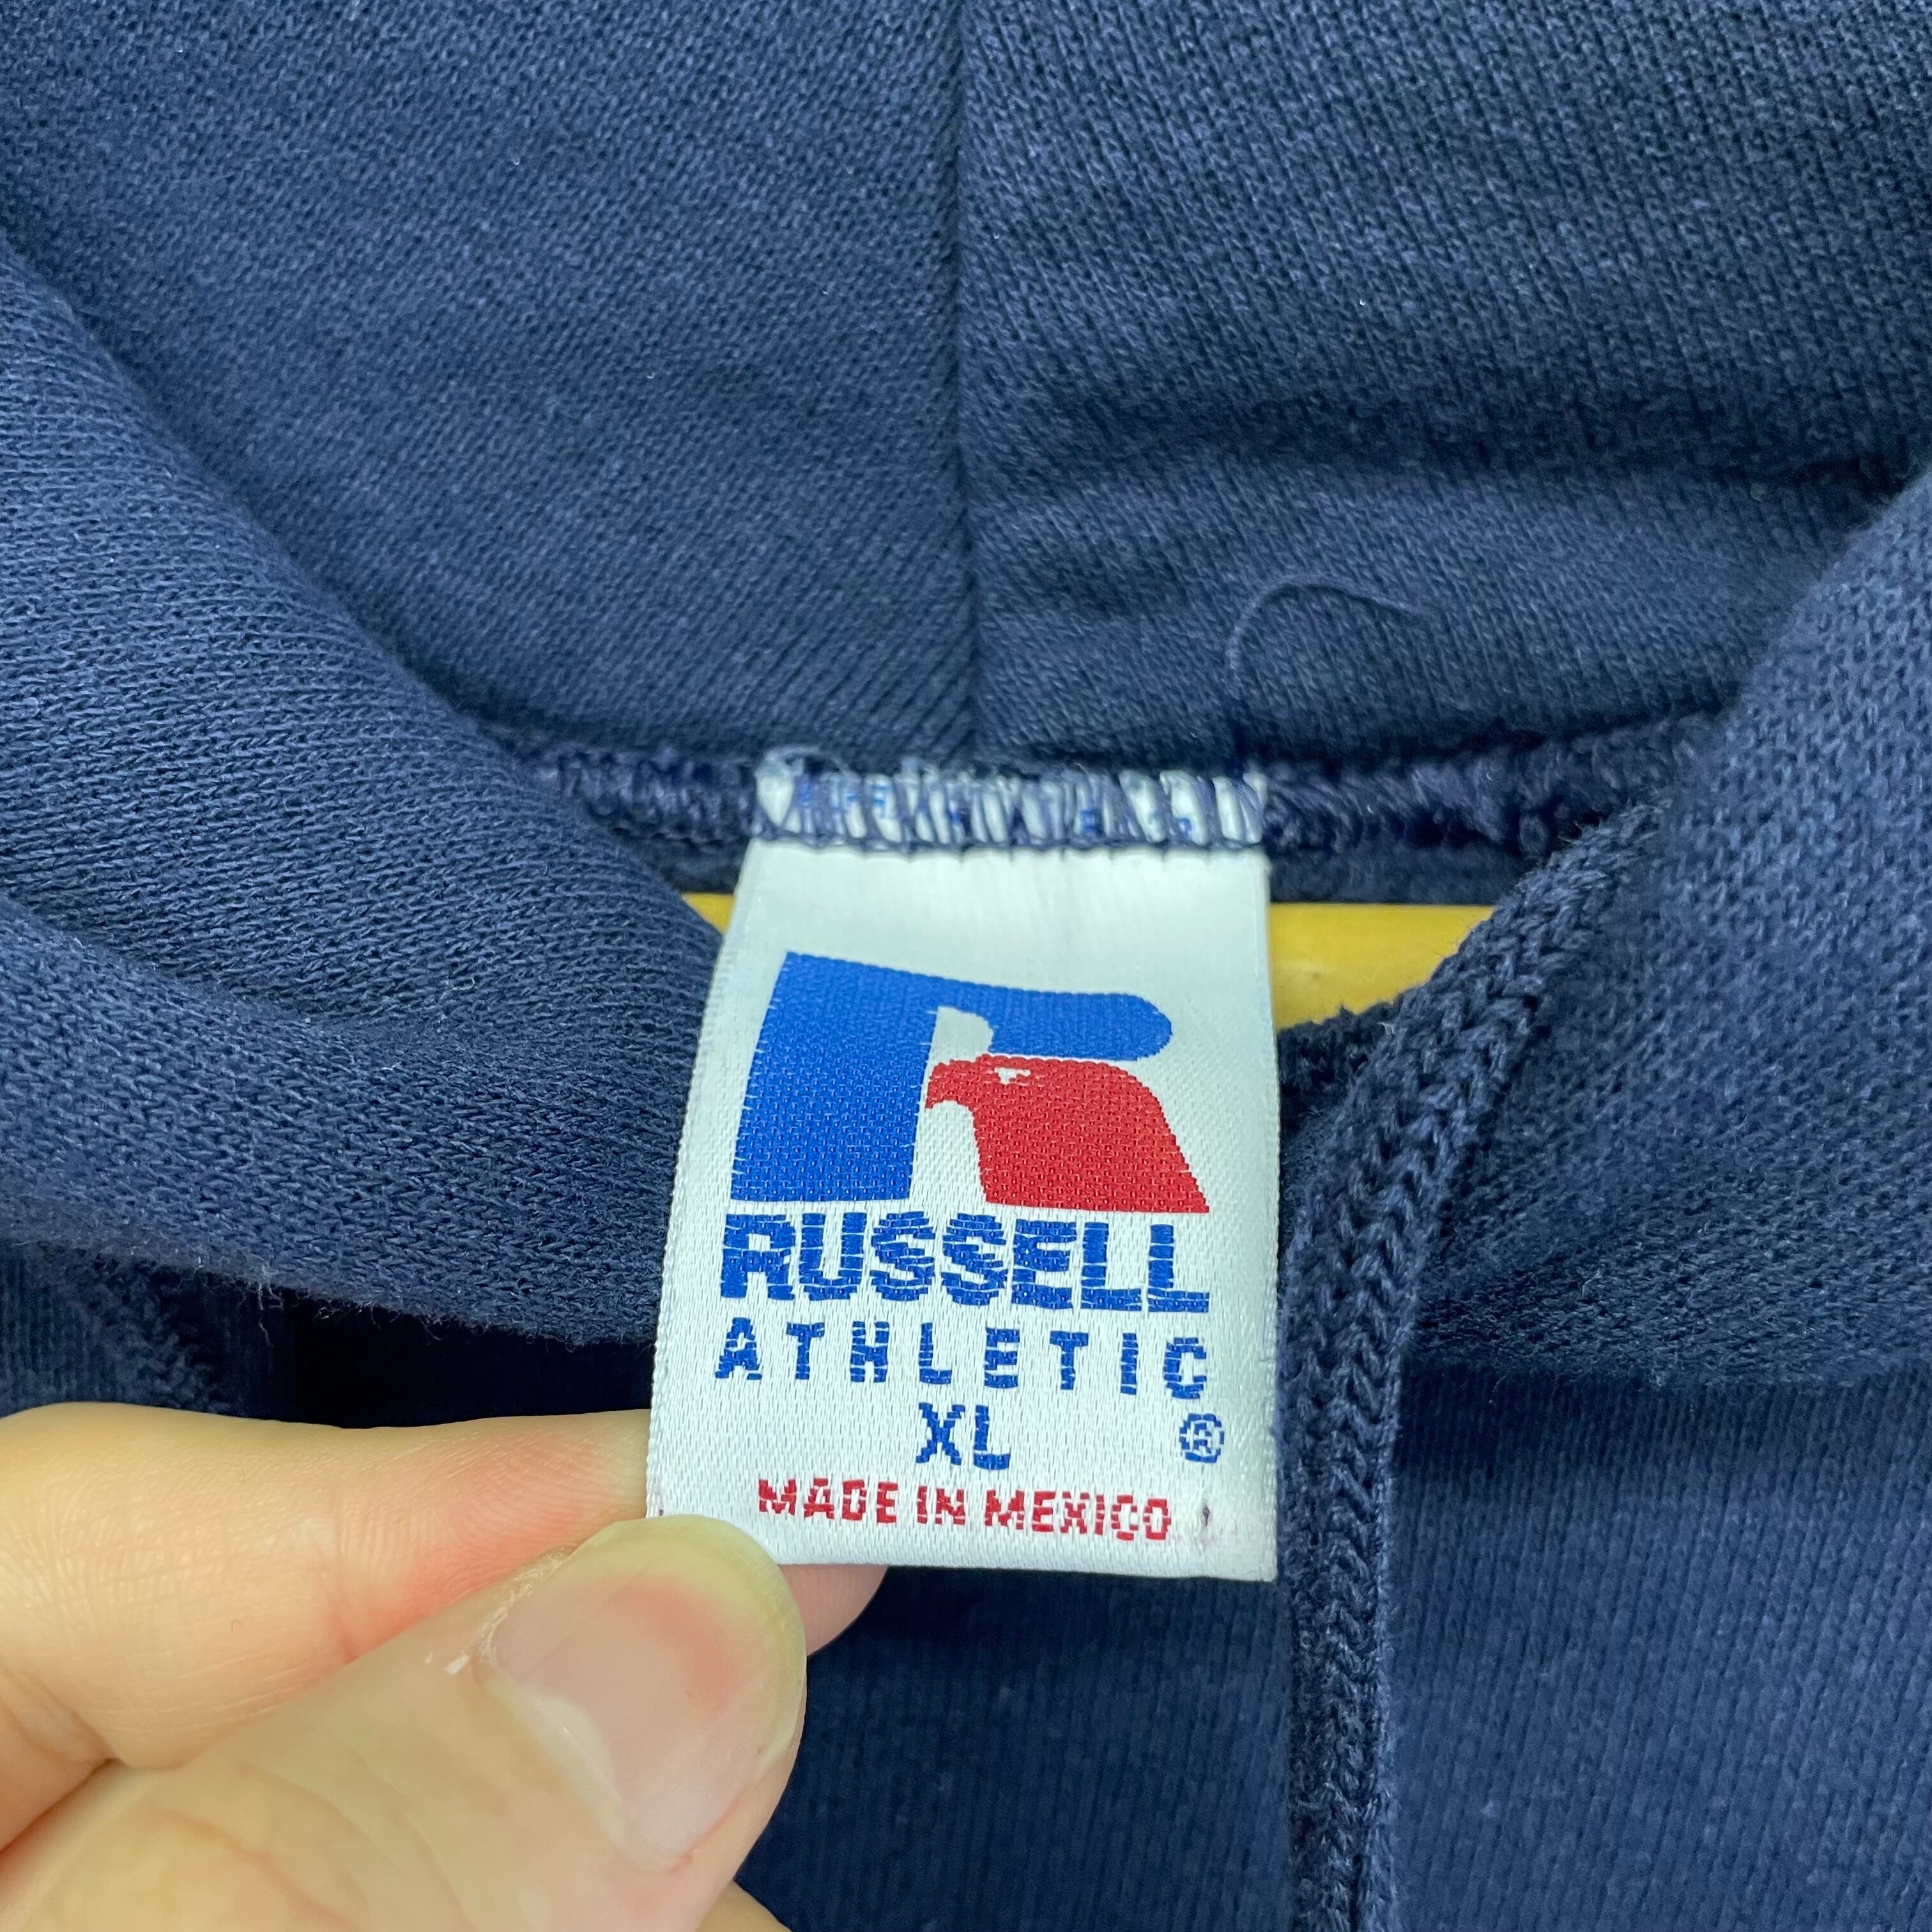 RUSSELL
ATHLETIC
XL ®
MADE IN MEXICO